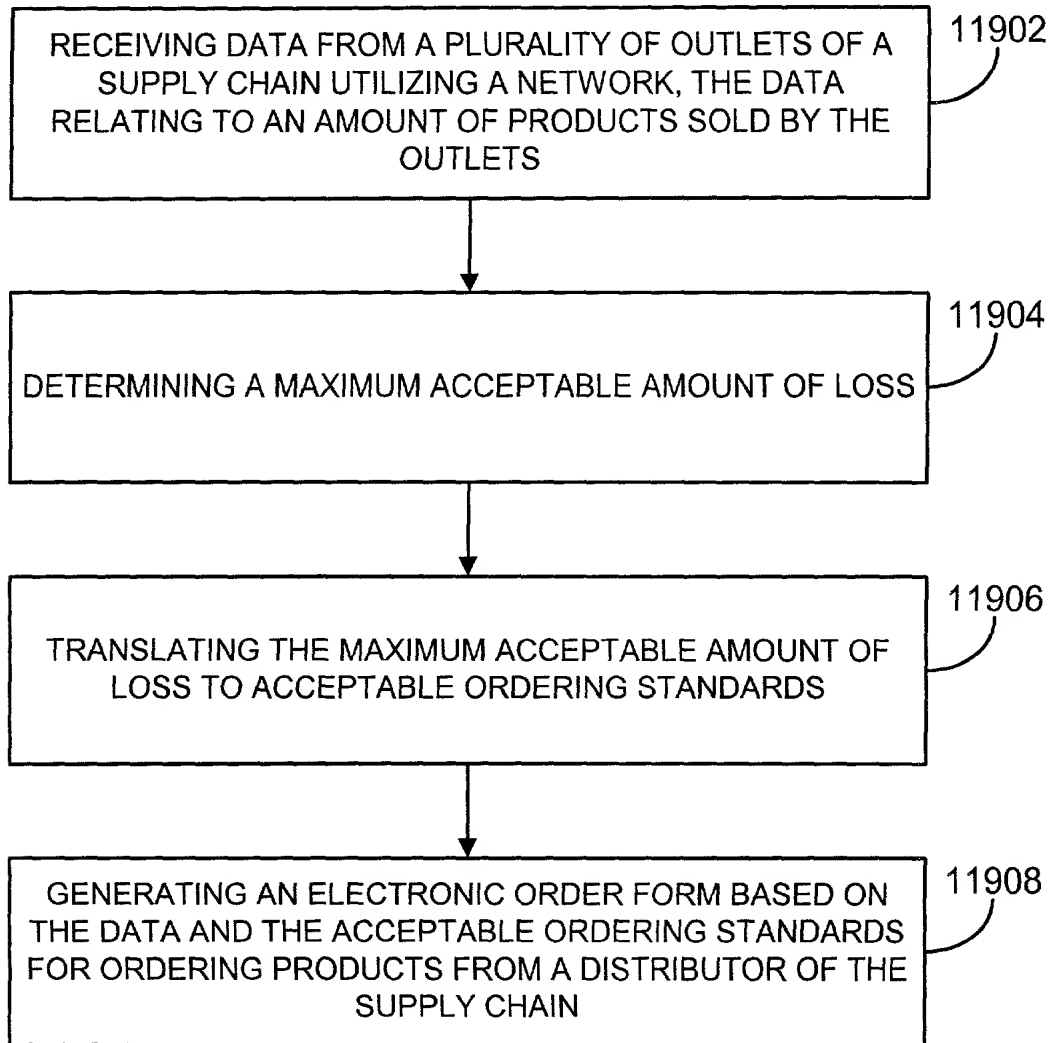 RECEIVING DATA FROM A PLURALITY OF OUTLETS OF A
SUPPLY CHAIN UTILIZING A NETWORK, THE DATA
RELATING TO AN AMOUNT OF PRODUCTS SOLD BY THE
OUTLETS
11902
DETERMINING A MAXIMUM ACCEPTABLE AMOUNT OF LOSS
11904
TRANSLATING THE MAXIMUM ACCEPTABLE AMOUNT OF
LOSS TO ACCEPTABLE ORDERING STANDARDS
11906
GENERATING AN ELECTRONIC ORDER FORM BASED ON
THE DATA AND THE ACCEPTABLE ORDERING STANDARDS
FOR ORDERING PRODUCTS FROM A DISTRIBUTOR OF THE
SUPPLY CHAIN
11908